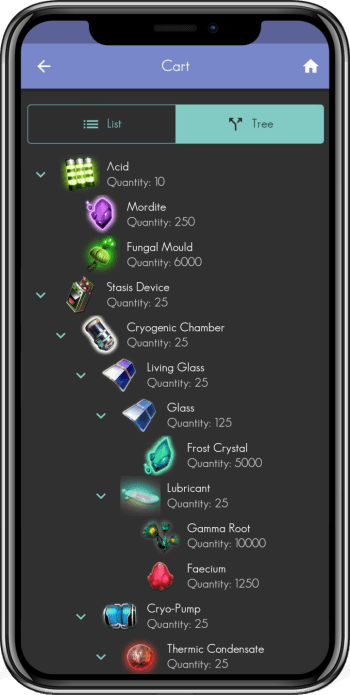 Cart
List
Tree
Acid
Quantity: 10
Mordite
Quantity: 250
Fungal Mould
Quantity: 6000
Stasis Device
Quantity: 25
Cryogenic Chamber
Quantity: 25
Living Glass
Quantity: 25
Glass
Quantity: 125
Frost Crystal
Quantity: 5000
Lubricant
Quantity: 25
Gamma Root
Quantity: 10000
Faecium
Quantity: 1250
Cryo-Pump
Quantity: 25
Thermic Condensate
Quantity: 25